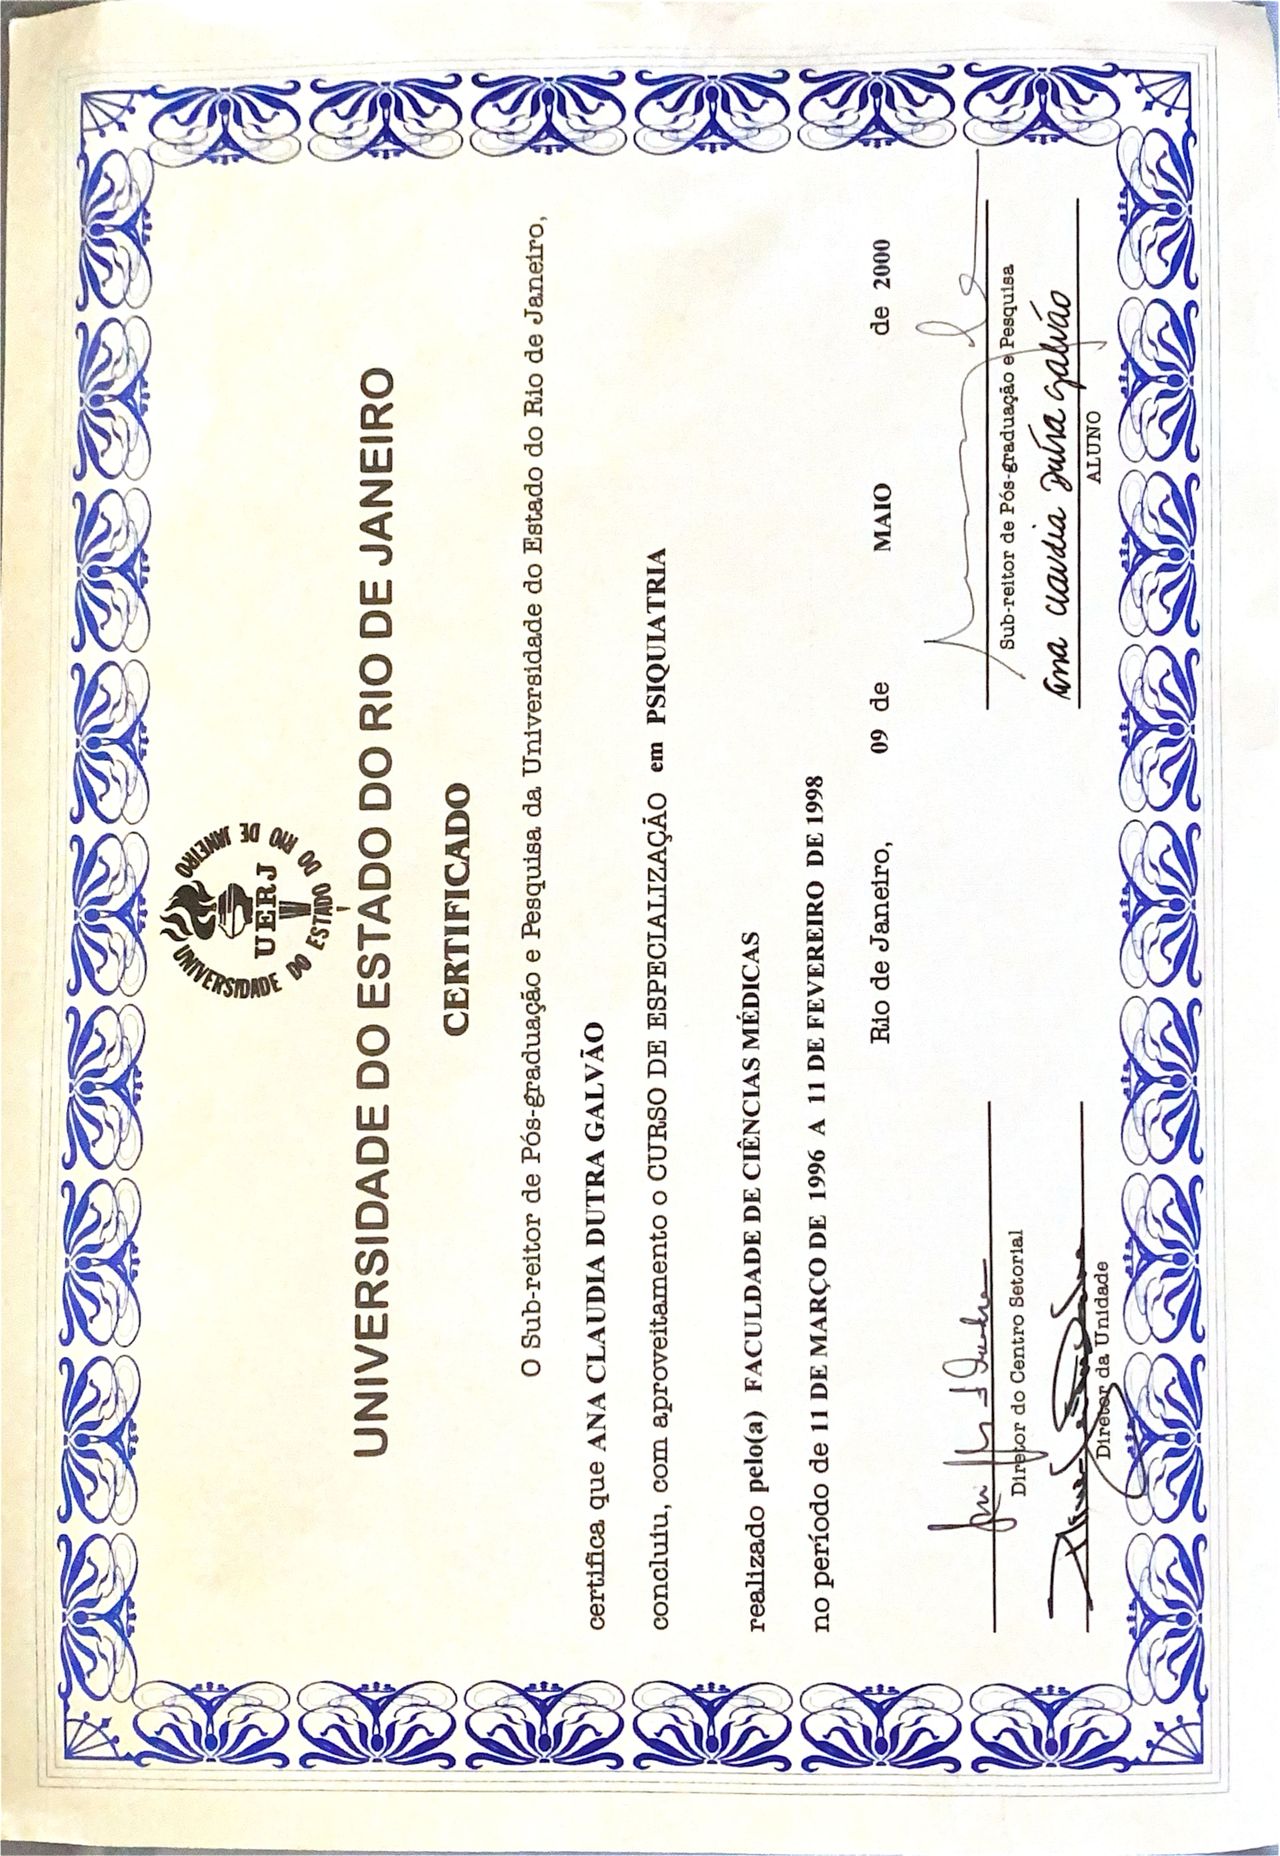 UNIVERSIDADE DO ESTADO DO RIO DE JANEIRO
UERJ
UNIVERSIDADE DO ESTADO DO RIO DE JANEIRO
CERTIFICADO
O Sub-reitor de Pós-graduação e Pesquisa da Universidade do Estado do Rio de Janeiro,
certifica que ANA CLAUDIA DUTRA GALVÃO
concluiu, com aproveitamento o CURSO DE ESPECIALIZAÇÃO em PSIQUIATRIA
realizado pelo(a) FACULDADE DE CIÊNCIAS MÉDICAS
no período de 11 DE MARÇO DE 1996 A 11 DE FEVEREIRO DE 1998
Rio de Janeiro, 09 de MAIO de 2000
Diretor do Centro Setorial
Sub-reitor de Pós-graduação e Pesquisa
Diretor da Unidade
Ana Claudia Dutra Galvão
ALUNO